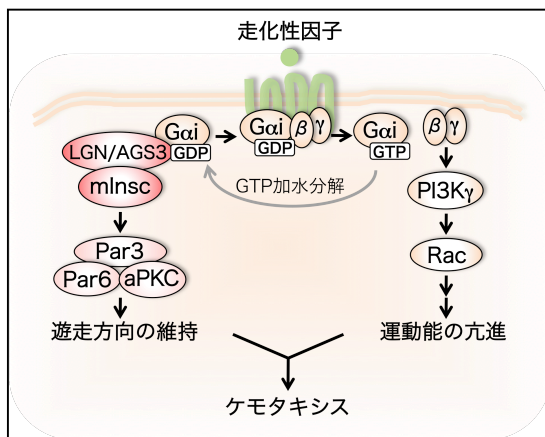 走化性因子
Gαi
GDP
LGN/AGS3
mInsc
Gαi
β
γ
GDP
Gαi
GTP
β
γ
GTP加水分解
PI3Kγ
Par3
Par6
aPKC
Rac
遊走方向の維持
運動能の亢進
ケモタキシス